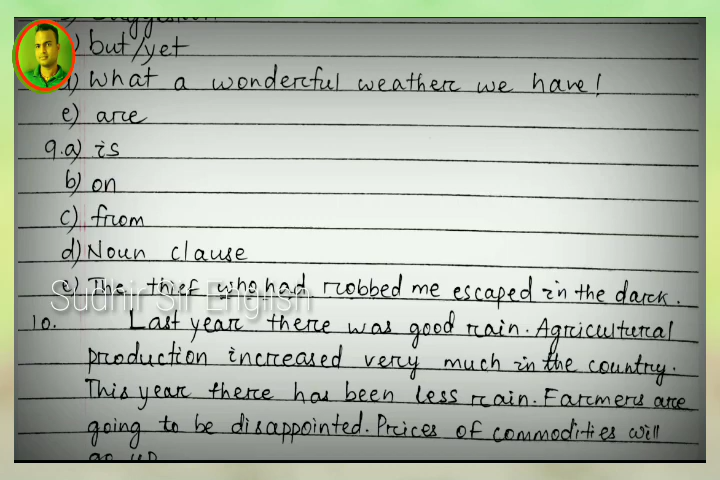 Suggestion
) but/yet
d) What a wonderful weather we have!
e) are
9.a) is
b) on
c) from
d) Noun clause
e) The thief who had robbed me escaped in the dark.
Sudhir Sir English
10. Last year there was good rain. Agricultural
production increased very much in the country.
This year there has been less rain. Farmers are
going to be disappointed. Prices of commodities will
go up